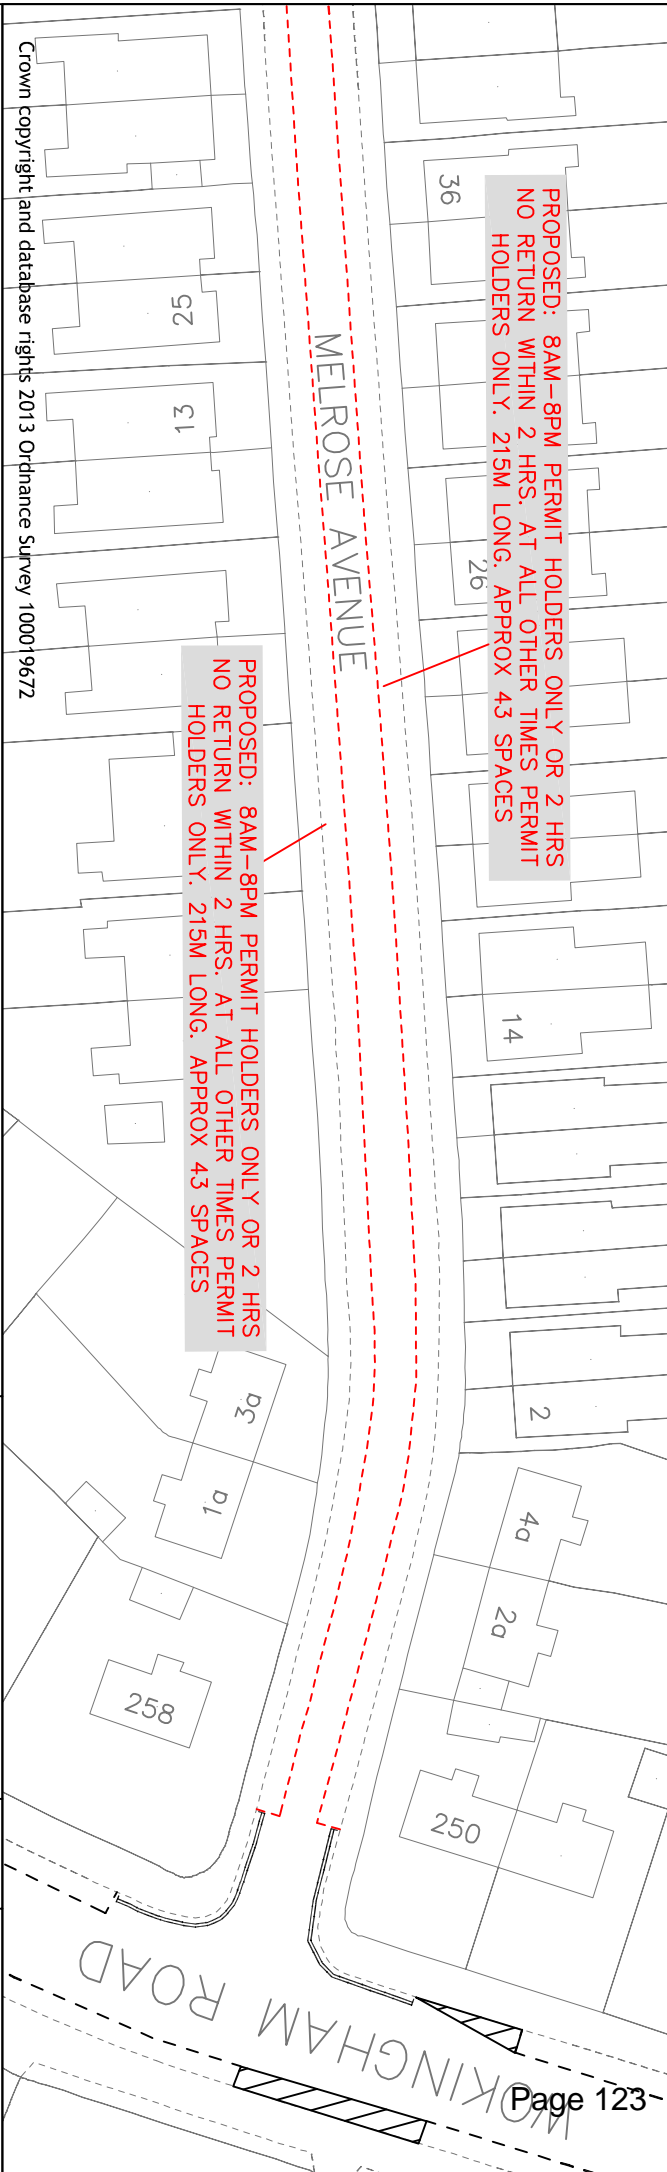 36
PROPOSED: 8AM-8PM PERMIT HOLDERS ONLY OR 2 HRS
NO RETURN WITHIN 2 HRS. AT ALL OTHER TIMES PERMIT
HOLDERS ONLY. 215M LONG. APPROX 43 SPACES
26
14
2
4a
2a
250
MELROSE AVENUE
25
13
PROPOSED: 8AM-8PM PERMIT HOLDERS ONLY OR 2 HRS
NO RETURN WITHIN 2 HRS. AT ALL OTHER TIMES PERMIT
HOLDERS ONLY. 215M LONG. APPROX 43 SPACES
3a
1a
258
WOKINGHAM ROAD
Crown copyright and database rights 2013 Ordnance Survey 100019672
Page 123